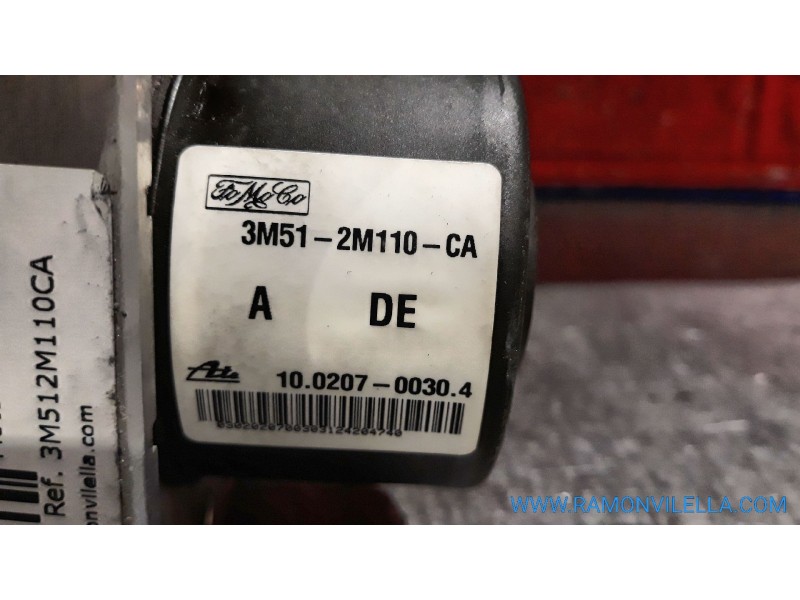 FoMoCo
3M51-2M110-CA
A DE
Ate
10.0207-0030.4
Ref. 3M512M110CA
onvilella.com
WWW.RAMONVILELLA.COM